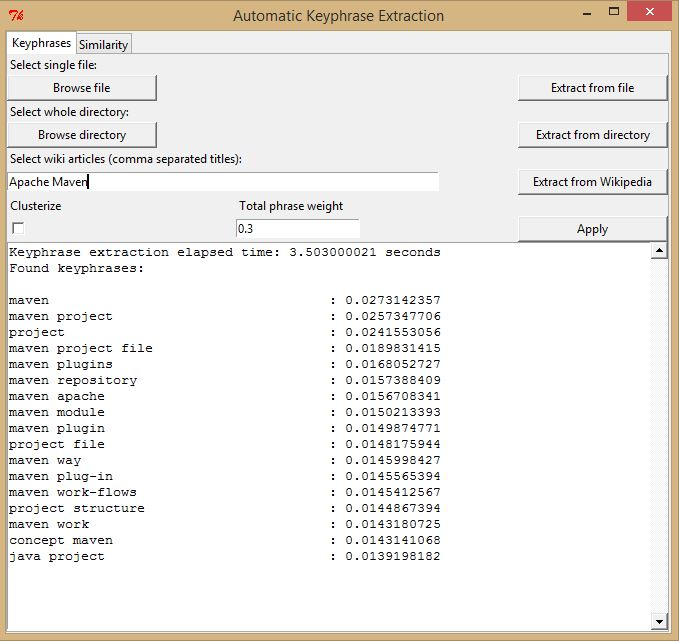 Automatic Keyphrase Extraction
Keyphrases Similarity
Select single file:
Browse file Extract from file
Select whole directory:
Browse directory Extract from directory
Select wiki articles (comma separated titles):
Apache Maven Extract from Wikipedia
Clusterize Total phrase weight
0.3 Apply
Keyphrase extraction elapsed time: 3.503000021 seconds
Found keyphrases:
maven : 0.0273142357
maven project : 0.0257347706
project : 0.0241553056
maven project file : 0.0189831415
maven plugins : 0.0168052727
maven repository : 0.0157388409
maven apache : 0.0156708341
maven module : 0.0150213393
maven plugin : 0.0149874771
project file : 0.0148175944
maven way : 0.0145998427
maven plug-in : 0.0145565394
maven work-flows : 0.0145412567
project structure : 0.0144867394
maven work : 0.0143180725
concept maven : 0.0143141068
java project : 0.0139198182